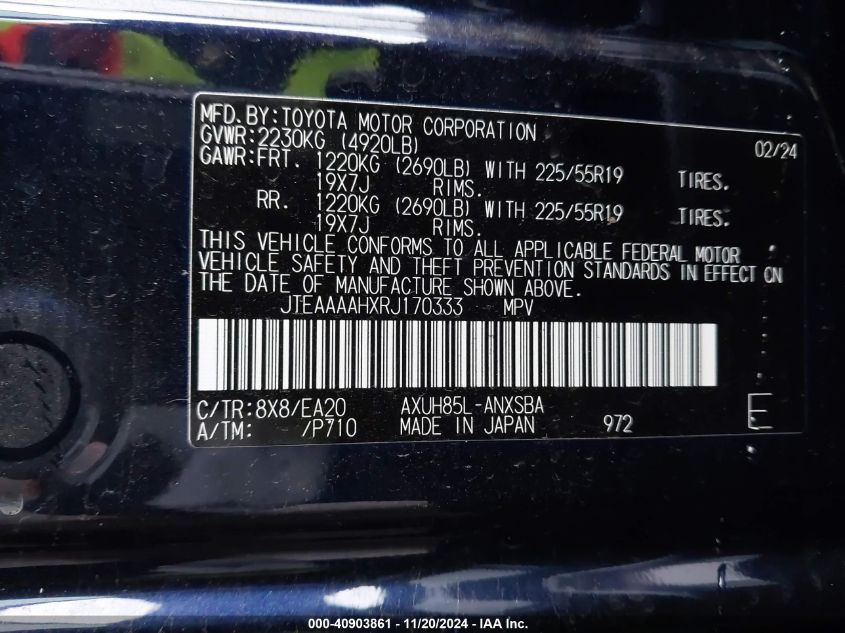 MFD.BY:TOYOTA MOTOR CORPORATION 02/24
GVWR:2230KG (4920LB)
GAWR:FRT. 1220KG (2690LB) WITH 225/55R19 TIRES.
19X7J RIMS.
RR. 1220KG (2690LB) WITH 225/55R19 TIRES.
19X7J RIMS.
THIS VEHICLE CONFORMS TO ALL APPLICABLE FEDERAL MOTOR
VEHICLE SAFETY AND THEFT PREVENTION STANDARDS IN EFFECT ON
THE DATE OF MANUFACTURE SHOWN ABOVE.
JTEAAAAHXRJ170333 MPV
C/TR:8X8/EA20 AXUH85L-ANXSBA E
A/TM: /P710 MADE IN JAPAN 972
000-40903861 - 11/20/2024 - IAA Inc.